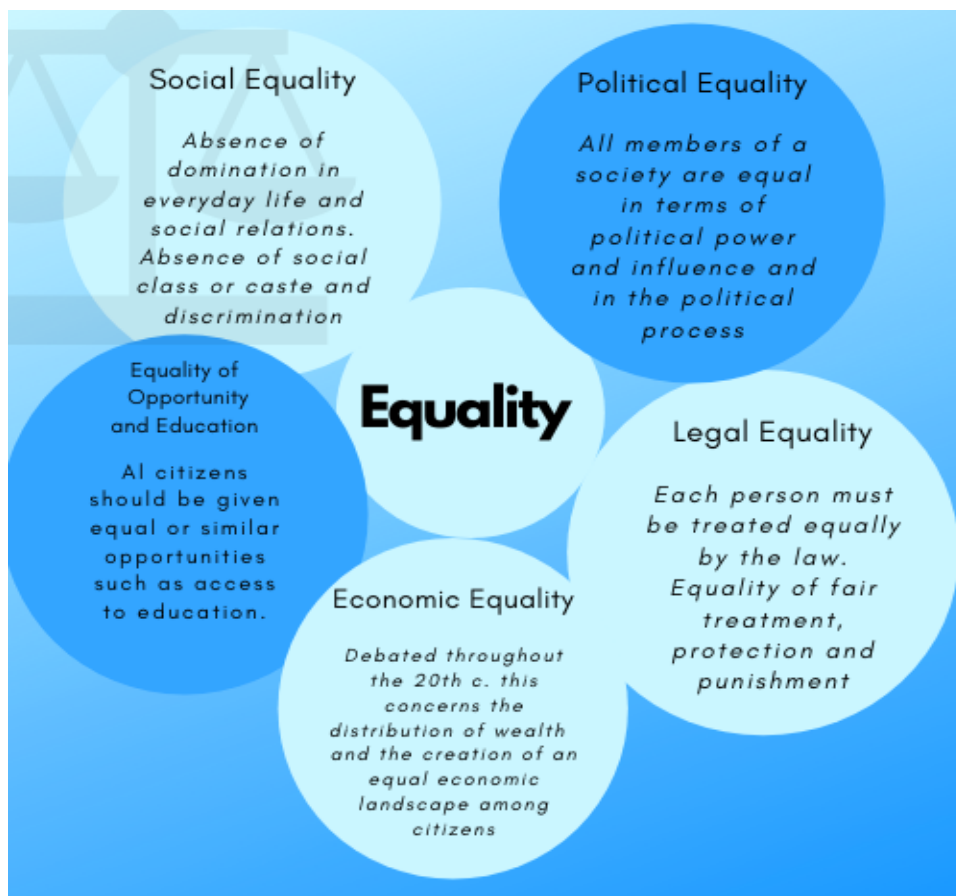 Social Equality
Absence of
domination in
everyday life and
social relations.
Absence of social
class or caste and
discrimination
Political Equality
All members of a
society are equal
in terms of
political power
and influence and
in the political
process
Equality
Equality of
Opportunity
and Education
Al citizens
should be given
equal or similar
opportunities
such as access
to education.
Legal Equality
Each person must
be treated equally
by the law.
Equality of fair
treatment,
protection and
punishment
Economic Equality
Debated throughout
the 20th c. this
concerns the
distribution of wealth
and the creation of an
equal economic
landscape among
citizens